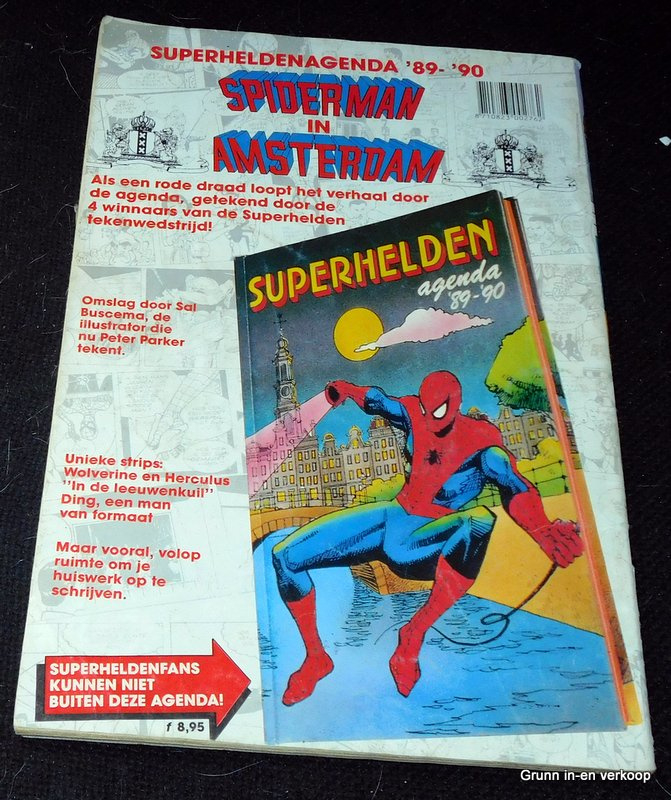 SUPERHELDENAGENDA '89- '90
SPIDERMAN
IN
AMSTERDAM
Als een rode draad loopt het verhaal door
de agenda, getekend door de
4 winnaars van de Superhelden
tekenwedstrijd!
SUPERHELDEN
agenda
'89-'90
Omslag door Sal
Buscema, de
illustrator die
nu Peter Parker
tekent.
Unieke strips:
Wolverine en Herculus
"In de leeuwenkuil"
Ding, een man
van formaat
Maar vooral, volop
ruimte om je
huiswerk op te
schrijven.
SUPERHELDENFANS
KUNNEN NIET
BUITEN DEZE AGENDA!
f 8,95
Grunn in-en verkoop